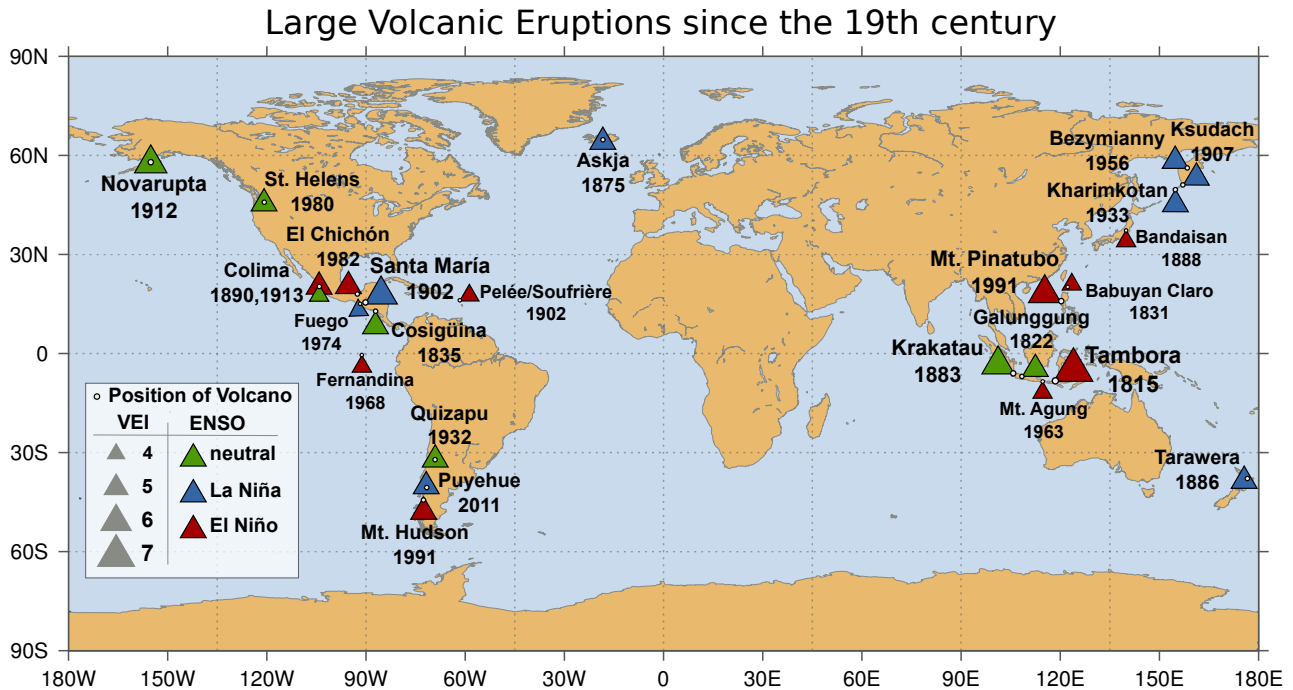 Large Volcanic Eruptions since the 19th century
90N
60N
30N
0
30S
60S
90S
Novarupta
1912
St. Helens
1980
El Chichón
1982
Colima
1890,1913
Santa María
1902
Pelée/Soufrière
1902
Fuego
1974
Cosigüina
1835
Fernandina
1968
Quizapu
1932
Puyehue
2011
Mt. Hudson
1991
Askja
1875
Bezymianny
1956
Ksudach
1907
Kharimkotan
1933
Bandaisan
1888
Mt. Pinatubo
1991
Babuyan Claro
1831
Galunggung
1822
Krakatau
1883
Tambora
1815
Mt. Agung
1963
Tarawera
1886
Position of Volcano
VEI ENSO
4 neutral
5 La Niña
6 El Niño
7
180W 150W 120W 90W 60W 30W 0 30E 60E 90E 120E 150E 180E